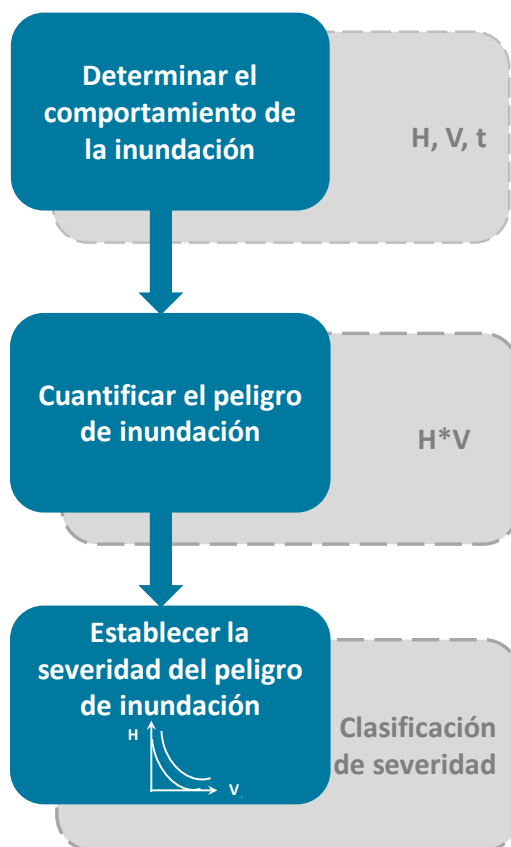 Determinar el
comportamiento de
la inundación
H, V, t
Cuantificar el peligro
de inundación
H*V
Establecer la
severidad del peligro
de inundación
H
V
Clasificación
de severidad